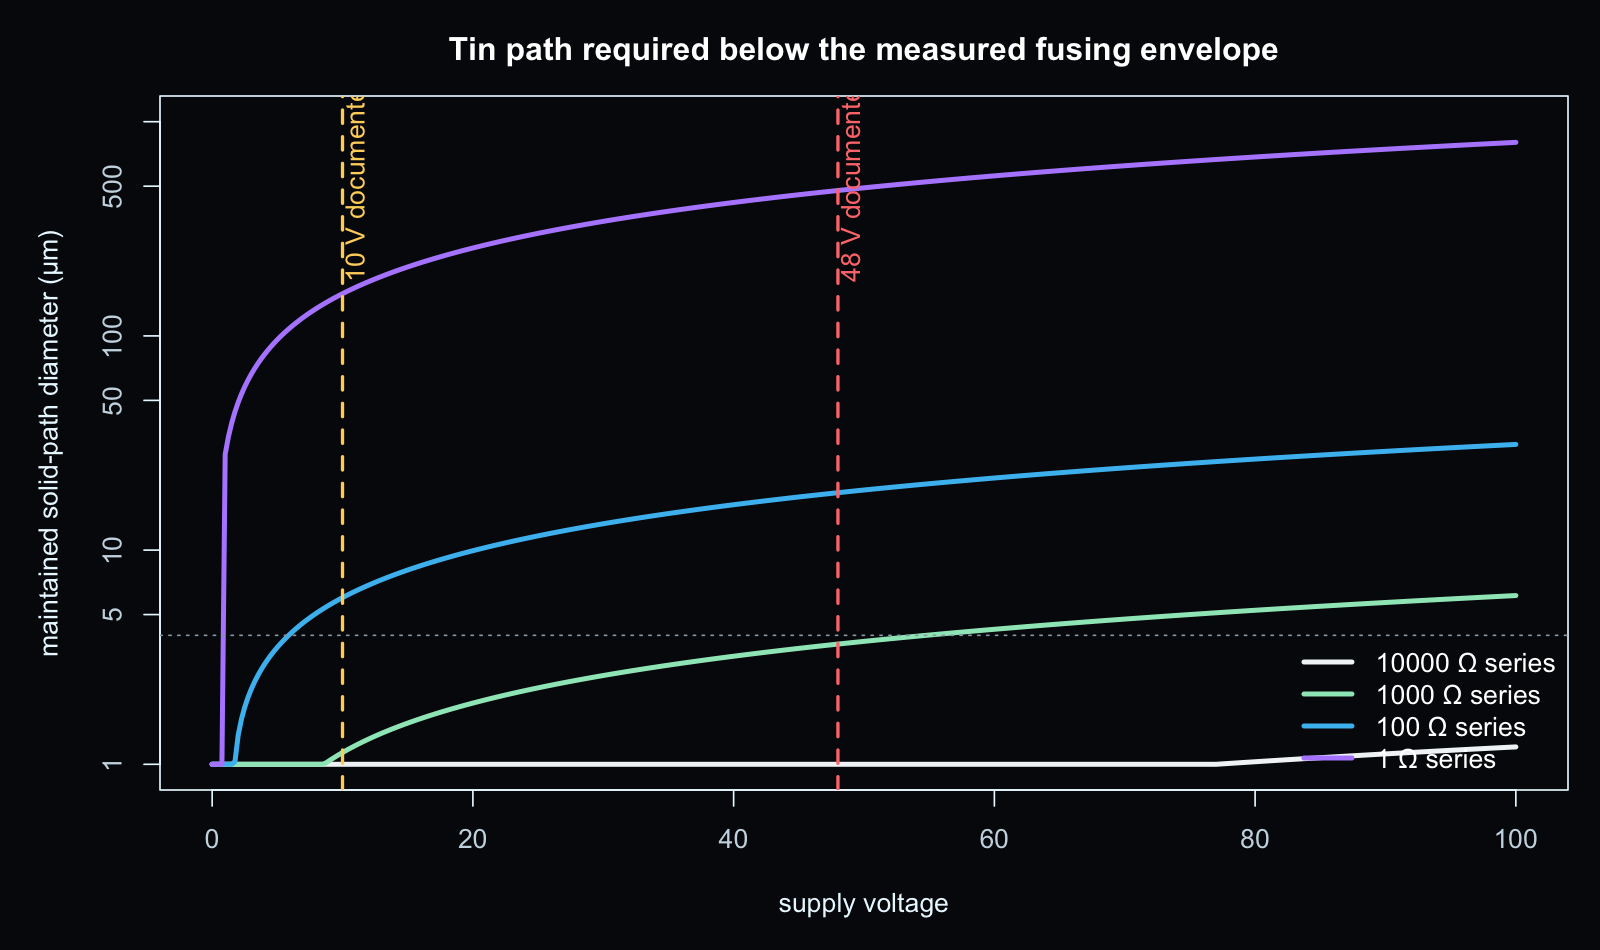 Tin path required below the measured fusing envelope
maintained solid-path diameter (µm)
500
100
50
10
5
1
10 V documente
48 V documente
10000 Ω series
1000 Ω series
100 Ω series
1 Ω series
0
20
40
60
80
100
supply voltage